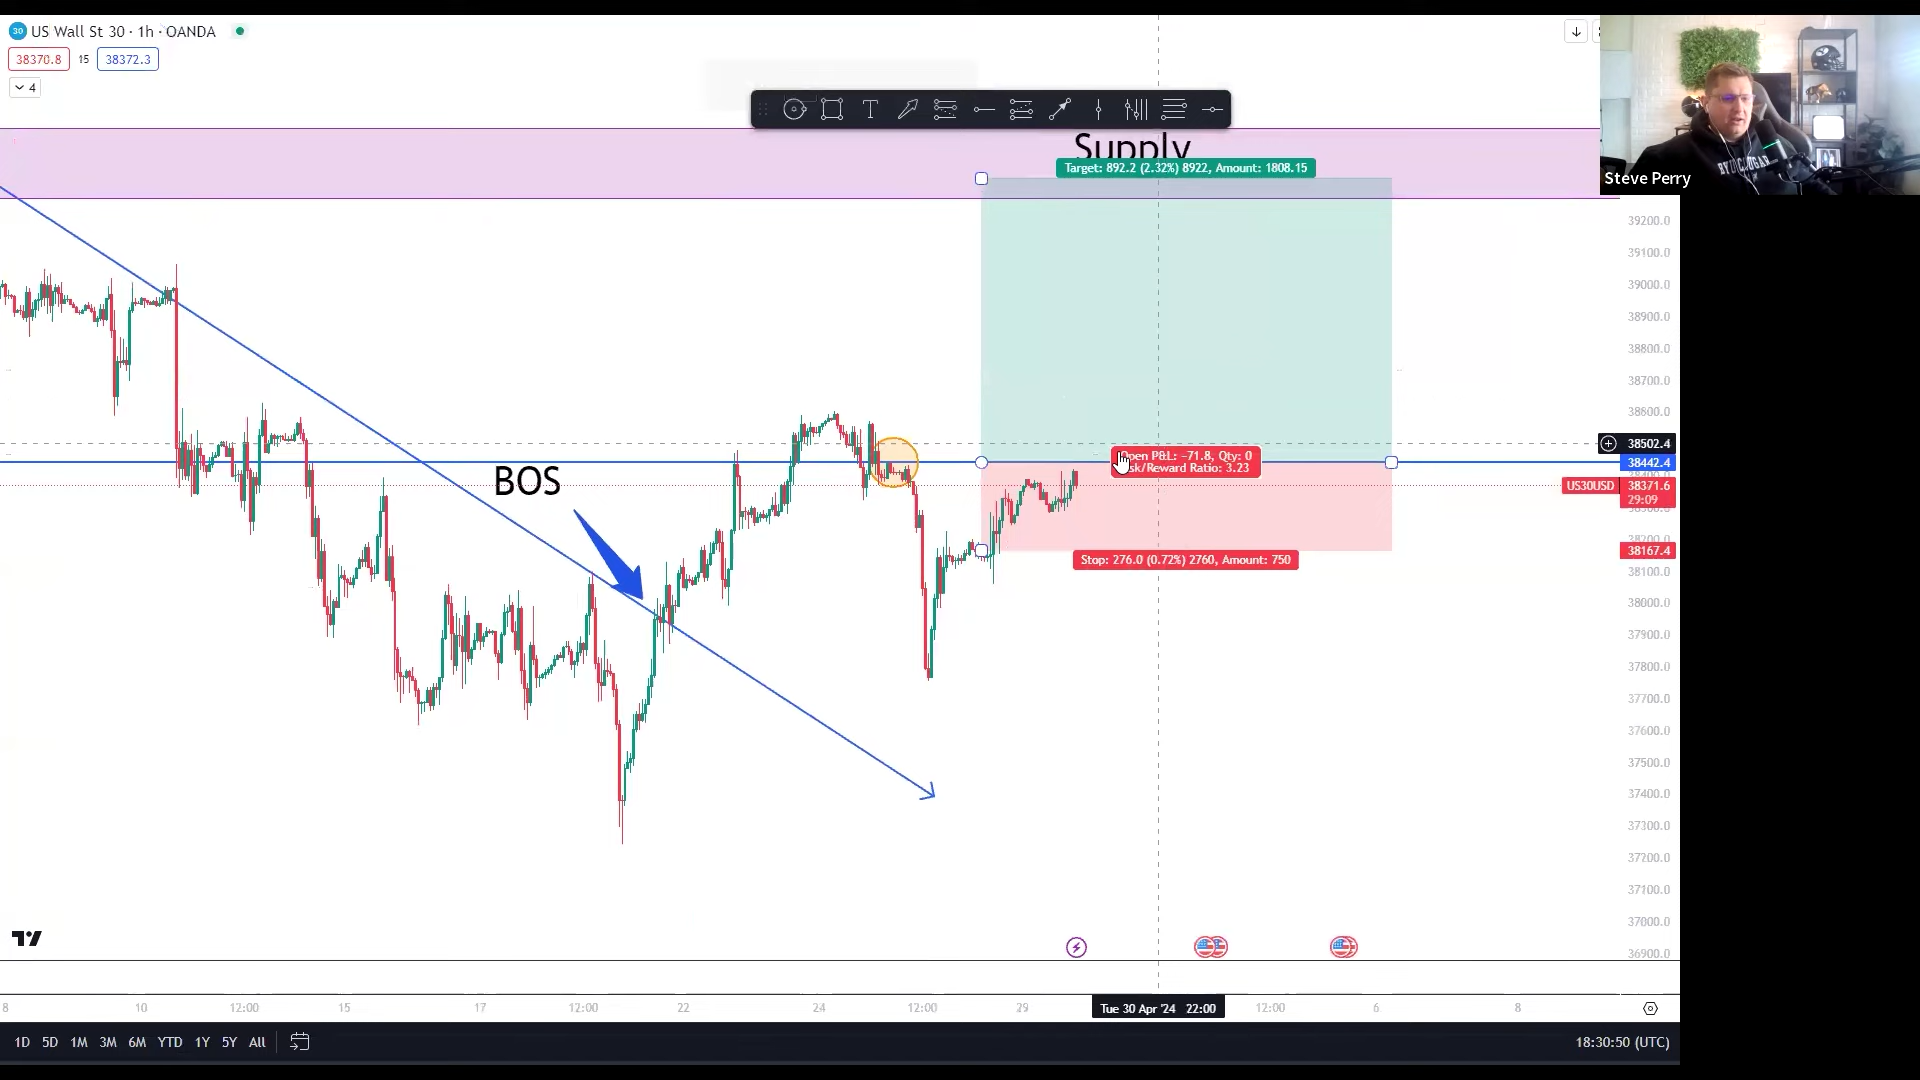 30 US Wall St 30 · 1h · OANDA
38370.8 15 38372.3
4
Supply
Target: 892.2 (2.32%) 8922, Amount: 1808.15
Steve Perry
39200.0
39100.0
39000.0
38900.0
38800.0
38700.0
38600.0
38502.4
Open P&L: −71.8, Qty: 0
38442.4
sk/Reward Ratio: 3.23
BOS
US30USD 38371.6
29:09
38200.0
38167.4
Stop: 276.0 (0.72%) 2760, Amount: 750
38100.0
38000.0
37900.0
37800.0
37700.0
37600.0
37500.0
37400.0
37300.0
37200.0
37100.0
37000.0
36900.0
8 10 12:00 15 17 12:00 22 24 12:00 29 Tue 30 Apr '24 22:00 12:00 6 8
1D 5D 1M 3M 6M YTD 1Y 5Y All 18:30:50 (UTC)